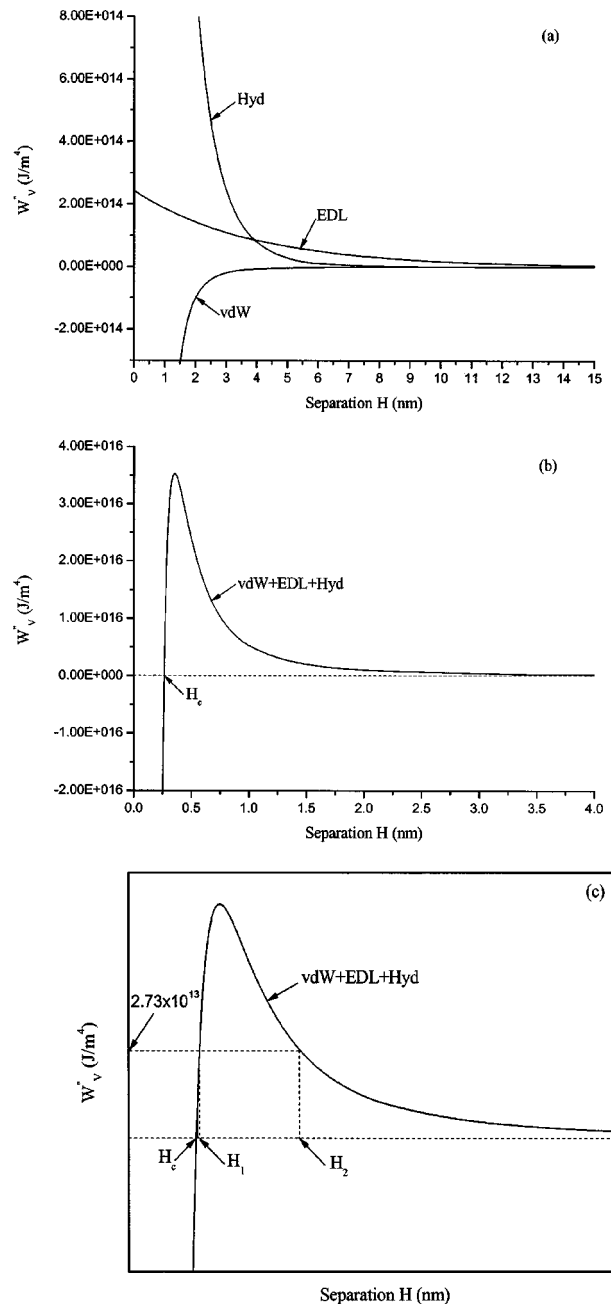 (a)
8.00E+014
6.00E+014
4.00E+014
2.00E+014
0.00E+000
-2.00E+014
W"V (J/m4)
Hyd
EDL
vdW
0 1 2 3 4 5 6 7 8 9 10 11 12 13 14 15
Separation H (nm)
(b)
4.00E+016
3.00E+016
2.00E+016
1.00E+016
0.00E+000
-1.00E+016
-2.00E+016
W"V (J/m4)
vdW+EDL+Hyd
Hc
0.0 0.5 1.0 1.5 2.0 2.5 3.0 3.5 4.0
Separation H (nm)
(c)
vdW+EDL+Hyd
2.73x10^13
W"V (J/m4)
Hc H1 H2
Separation H (nm)